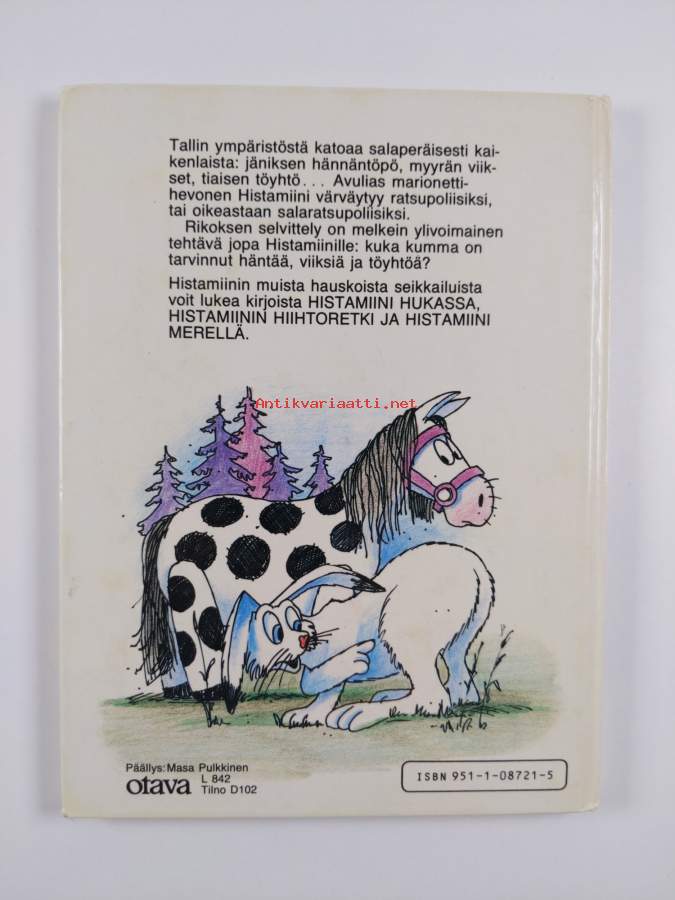 Tallin ympäristöstä katoaa salaperäisesti kai-
kenlaista: jäniksen hännäntöpö, myyrän viik-
set, tiaisen töyhtö... Avulias marionetti-
hevonen Histamiini värväytyy ratsupoliisiksi,
tai oikeastaan salaratsupoliisiksi.
Rikoksen selvittely on melkein ylivoimainen
tehtävä jopa Histamiinille: kuka kumma on
tarvinnut häntää, viiksiä ja töyhtöä?
Histamiinin muista hauskoista seikkailuista
voit lukea kirjoista HISTAMIINI HUKASSA,
HISTAMIININ HIIHTORETKI JA HISTAMIINI
MERELLÄ.
Antikvariaatti.net
Päällys: Masa Pulkkinen
otava
L 842
Tilno D102
ISBN 951-1-08721-5